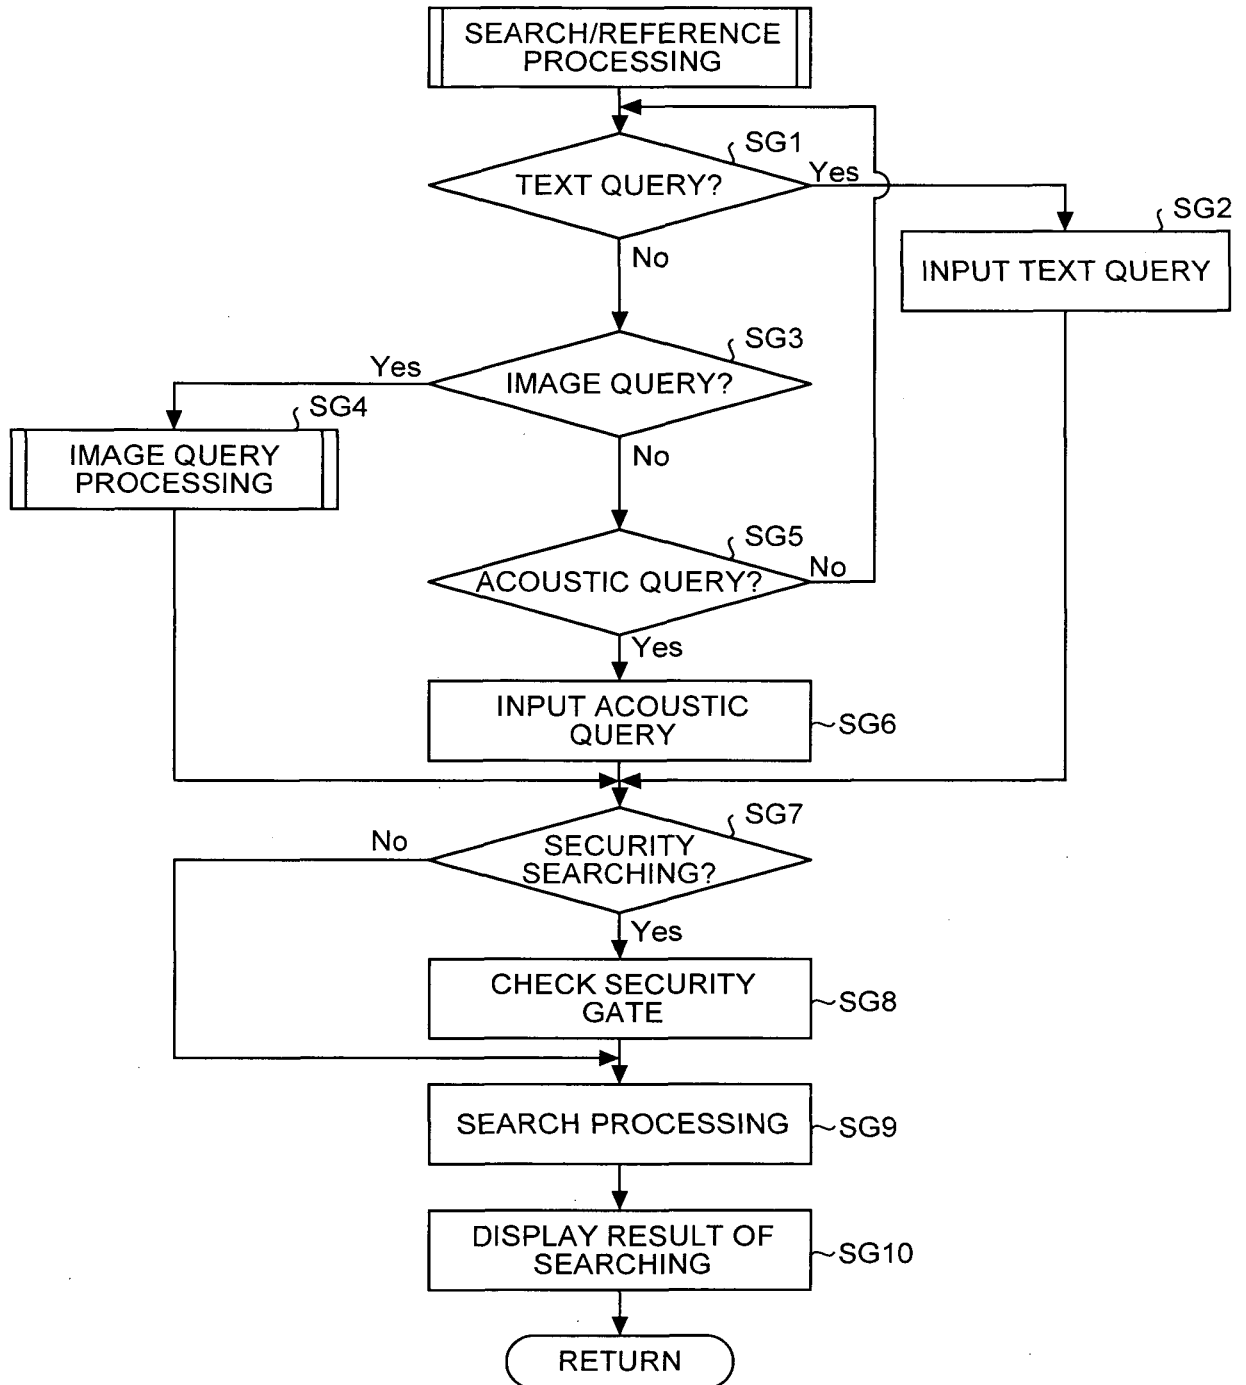 SEARCH/REFERENCE
PROCESSING
SG1
TEXT QUERY?
Yes
No
SG2
INPUT TEXT QUERY
SG3
IMAGE QUERY?
Yes
No
SG4
IMAGE QUERY
PROCESSING
SG5
ACOUSTIC QUERY?
No
Yes
INPUT ACOUSTIC
QUERY
SG6
SG7
SECURITY
SEARCHING?
No
Yes
CHECK SECURITY
GATE
SG8
SEARCH PROCESSING
SG9
DISPLAY RESULT OF
SEARCHING
SG10
RETURN